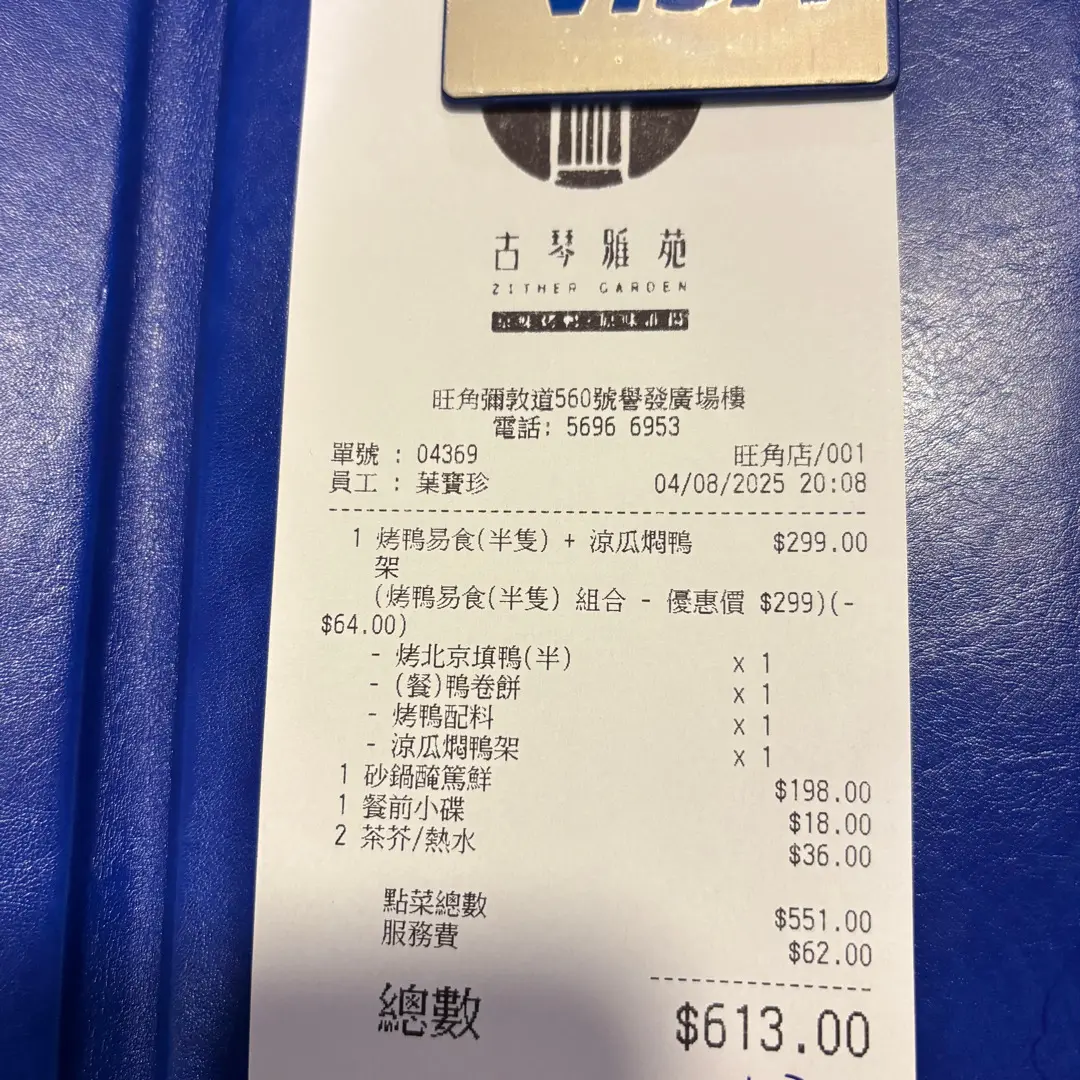 VISA
古琴雅苑
ZITHER GARDEN
旺角彌敦道560號譽發廣場樓
電話: 5696 6953
單號 : 04369 旺角店/001
員工 : 葉寶珍 04/08/2025 20:08
1 烤鴨易食(半隻) + 涼瓜燜鴨 $299.00
架
(烤鴨易食(半隻) 組合 - 優惠價 $299)(-
$64.00)
- 烤北京填鴨(半) x 1
- (餐)鴨卷餅 x 1
- 烤鴨配料 x 1
- 涼瓜燜鴨架 x 1
1 砂鍋醃篤鮮 $198.00
1 餐前小碟 $18.00
2 茶芥/熱水 $36.00
點菜總數 $551.00
服務費 $62.00
總數 $613.00